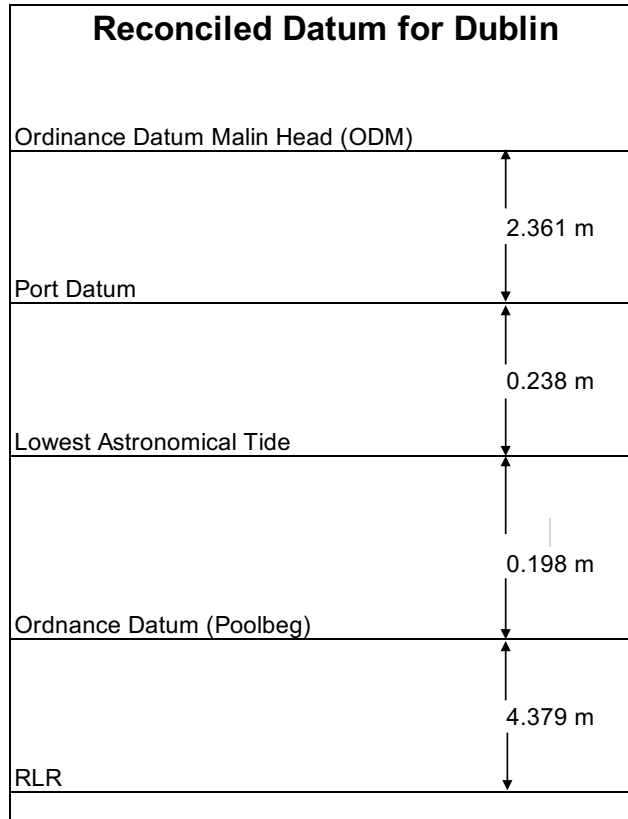 Reconciled Datum for Dublin
Ordinance Datum Malin Head (ODM)
2.361 m
Port Datum
0.238 m
Lowest Astronomical Tide
0.198 m
Ordnance Datum (Poolbeg)
4.379 m
RLR